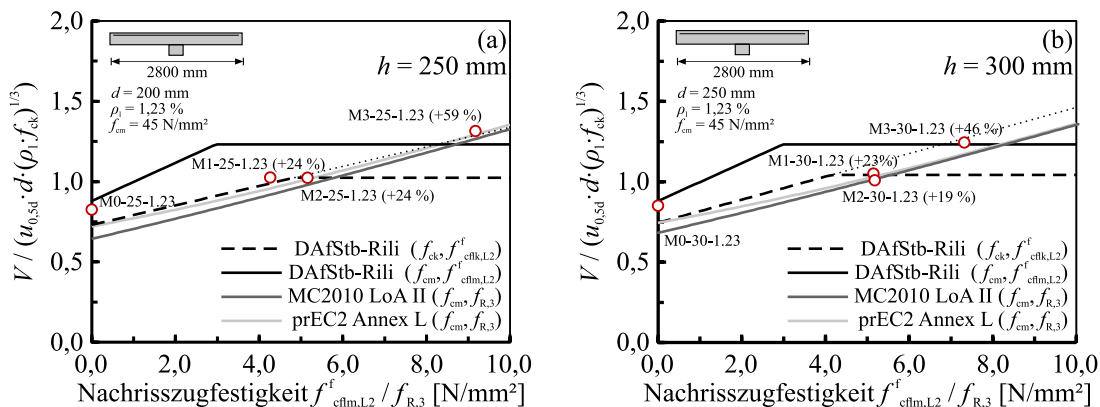 (a)
h = 250 mm
2800 mm
d = 200 mm
ρl = 1,23 %
fcm = 45 N/mm²
M3-25-1.23 (+59 %)
M1-25-1.23 (+24 %)
M0-25-1.23
M2-25-1.23 (+24 %)
DAfStb-Rili (fck, ffcflk,L2)
DAfStb-Rili (fcm, ffcflm,L2)
MC2010 LoA II (fcm, fR,3)
prEC2 Annex L (fcm, fR,3)
V / (u0,5d · d · (ρl · fck)1/3)
2,0
1,5
1,0
0,5
0,0
0,0 2,0 4,0 6,0 8,0 10,0
Nachrisszugfestigkeit ffcflm,L2 / fR,3 [N/mm²]
(b)
h = 300 mm
2800 mm
d = 250 mm
ρl = 1,23 %
fcm = 45 N/mm²
M3-30-1.23 (+46 %)
M1-30-1.23 (+23%)
M2-30-1.23 (+19 %)
M0-30-1.23
DAfStb-Rili (fck, ffcflk,L2)
DAfStb-Rili (fcm, ffcflm,L2)
MC2010 LoA II (fcm, fR,3)
prEC2 Annex L (fcm, fR,3)
V / (u0,5d · d · (ρl · fck)1/3)
2,0
1,5
1,0
0,5
0,0
0,0 2,0 4,0 6,0 8,0 10,0
Nachrisszugfestigkeit ffcflm,L2 / fR,3 [N/mm²]